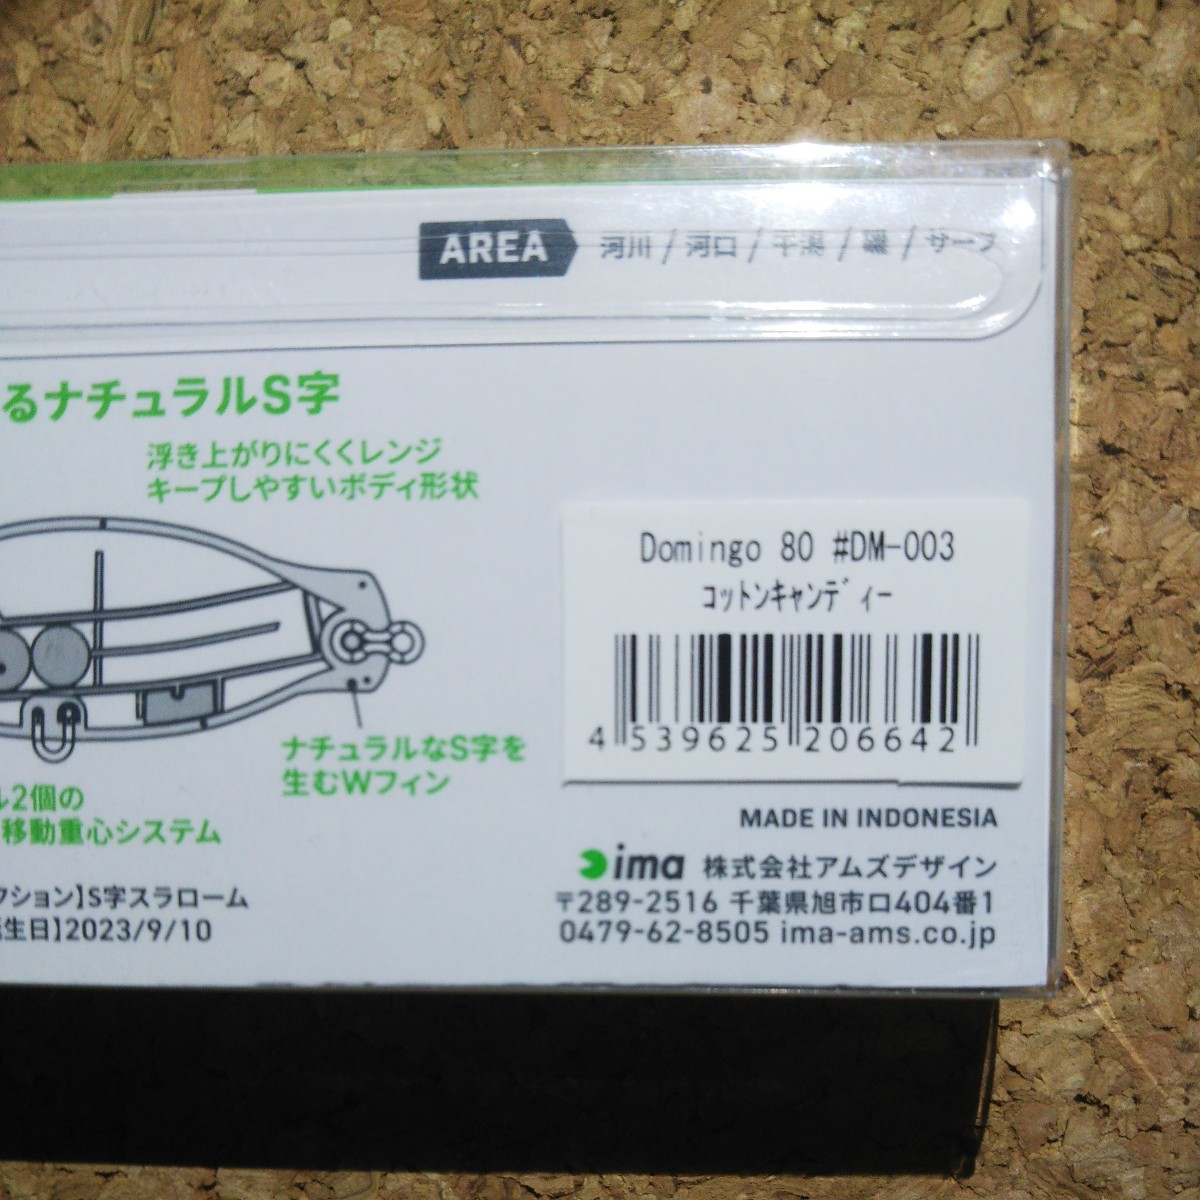 AREA 河川 / 河口 / 干潟 / 堤 / サーフ
るナチュラルS字
浮き上がりにくくレンジ
キープしやすいボディ形状
Domingo 80 #DM-003
コットンキャンディー
4 539625 206642
ナチュラルなS字を
生むWフィン
ル2個の
移動重心システム
MADE IN INDONESIA
ima 株式会社アムズデザイン
クション】S字スラローム
〒289-2516 千葉県旭市ロ404番1
生日】2023/9/10
0479-62-8505 ima-ams.co.jp